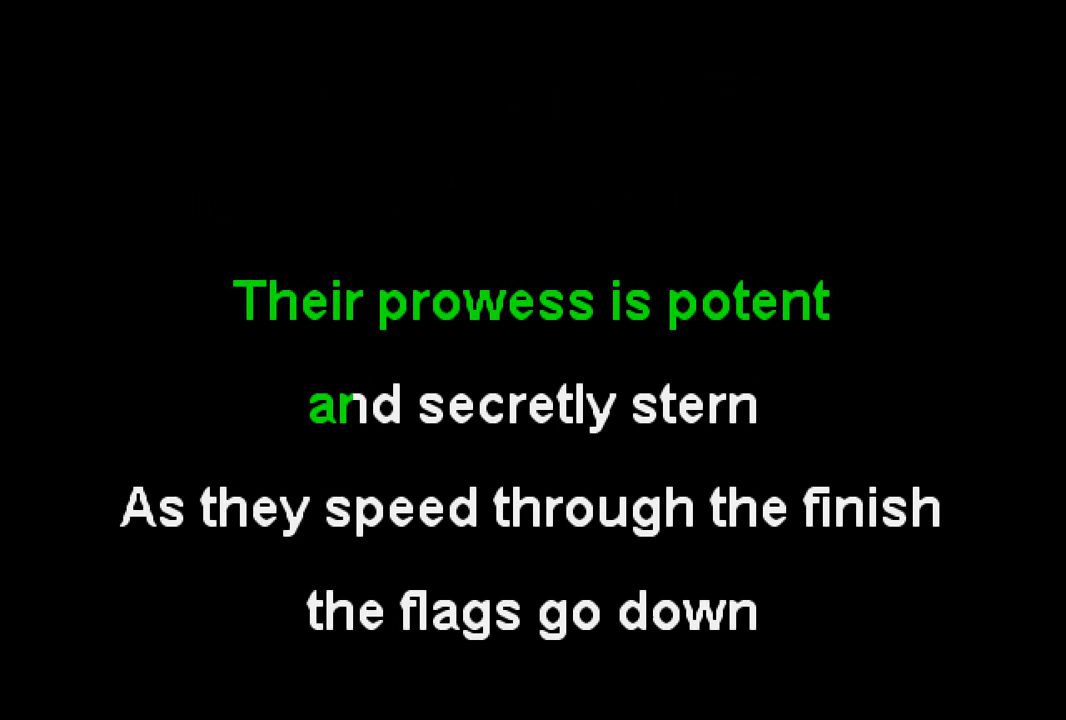 Their prowess is potent
and secretly stern
As they speed through the finish
the flags go down